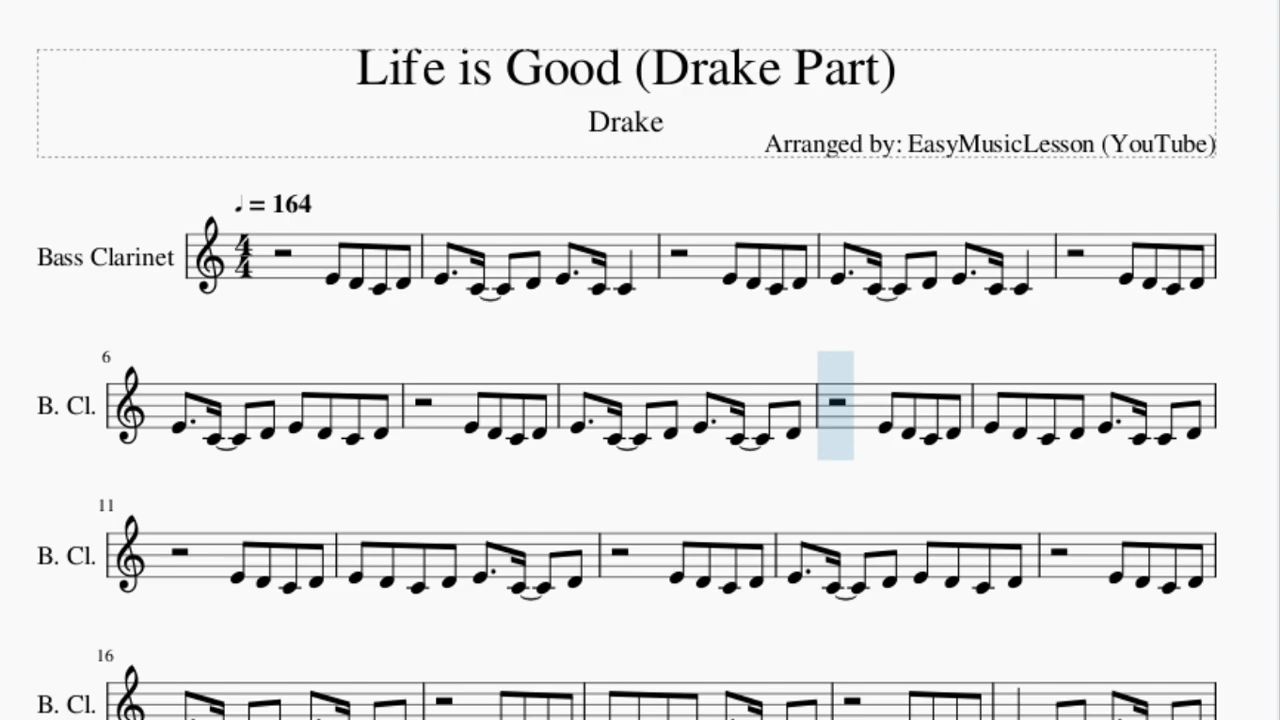 Life is Good (Drake Part)
Drake
Arranged by: EasyMusicLesson (YouTube)
♩ = 164
Bass Clarinet
4
4
6
B. Cl.
11
B. Cl.
16
B. Cl.